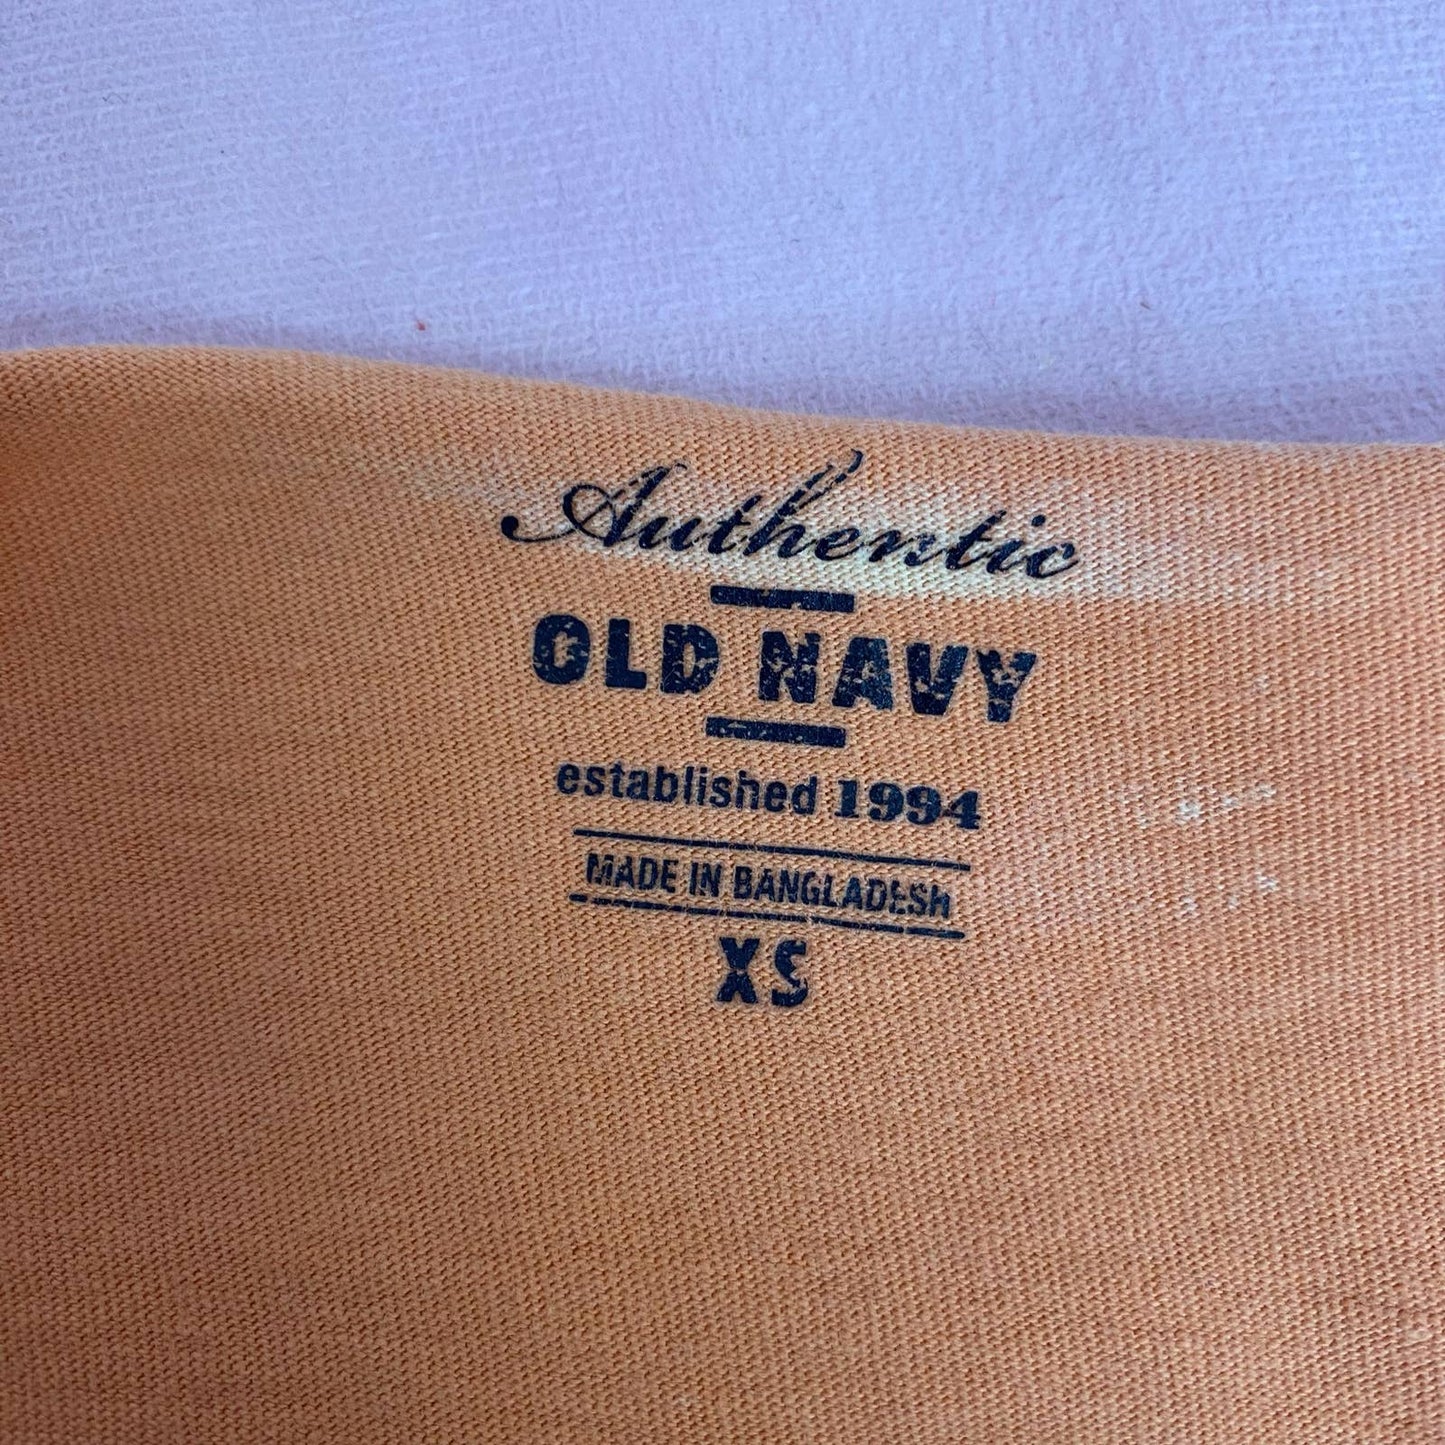 Authentic
OLD NAVY
established 1994
MADE IN BANGLADESH
XS